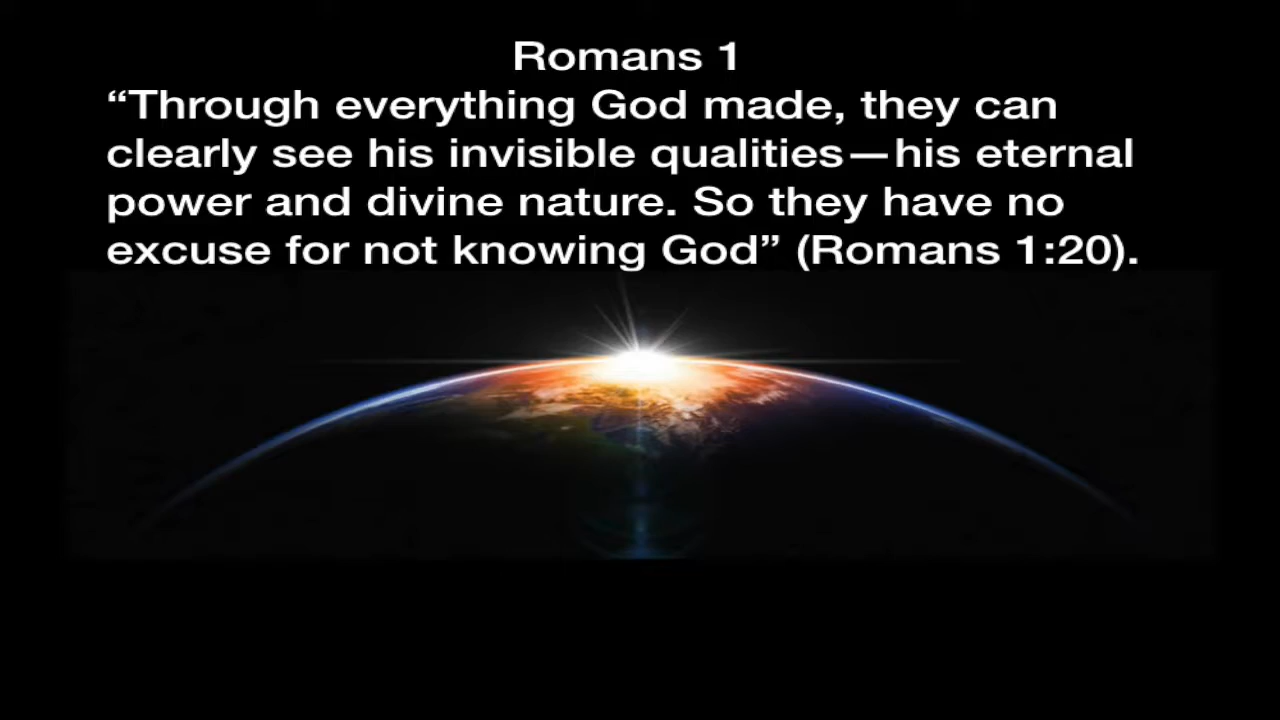 Romans 1
“Through everything God made, they can
clearly see his invisible qualities—his eternal
power and divine nature. So they have no
excuse for not knowing God” (Romans 1:20).